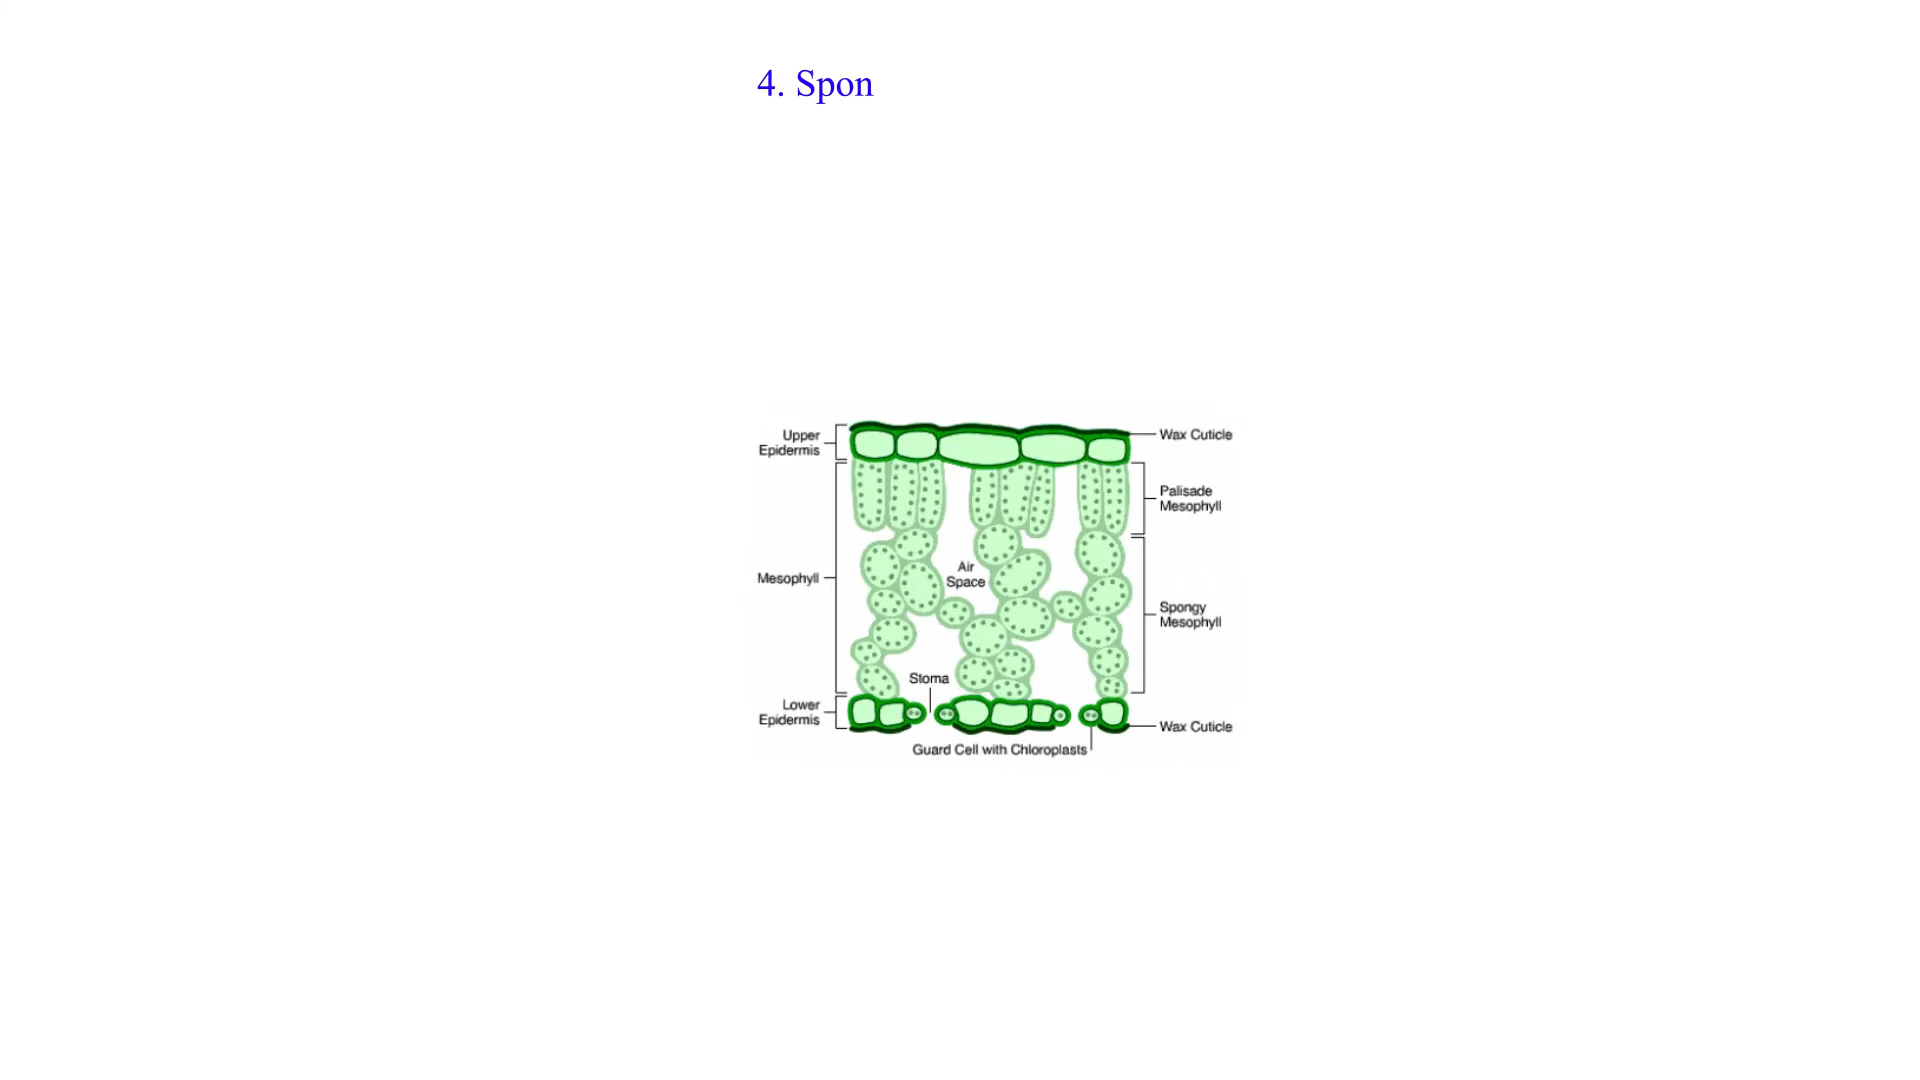 4. Spon
Upper
Epidermis
Wax Cuticle
Palisade
Mesophyll
Air
Space
Mesophyll
Spongy
Mesophyll
Stoma
Lower
Epidermis
Wax Cuticle
Guard Cell with Chloroplasts